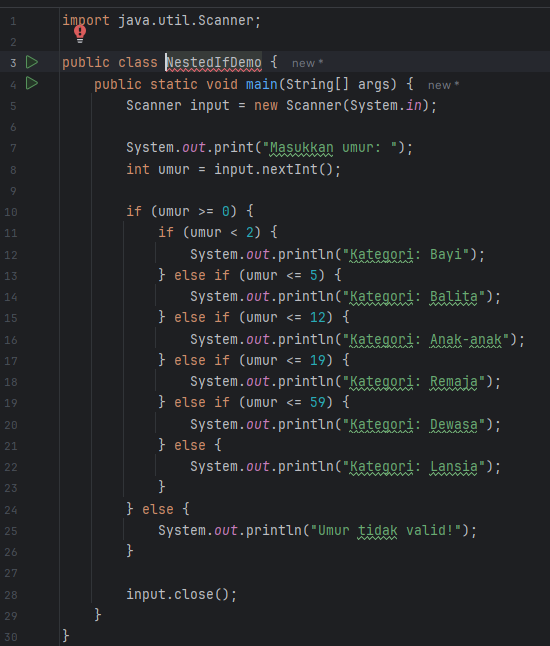 1 import java.util.Scanner;
2
3 public class NestedIfDemo { new *
4 public static void main(String[] args) { new *
5 Scanner input = new Scanner(System.in);
6
7 System.out.print("Masukkan umur: ");
8 int umur = input.nextInt();
9
10 if (umur >= 0) {
11 if (umur < 2) {
12 System.out.println("Kategori: Bayi");
13 } else if (umur <= 5) {
14 System.out.println("Kategori: Balita");
15 } else if (umur <= 12) {
16 System.out.println("Kategori: Anak-anak");
17 } else if (umur <= 19) {
18 System.out.println("Kategori: Remaja");
19 } else if (umur <= 59) {
20 System.out.println("Kategori: Dewasa");
21 } else {
22 System.out.println("Kategori: Lansia");
23 }
24 } else {
25 System.out.println("Umur tidak valid!");
26 }
27
28 input.close();
29 }
30 }